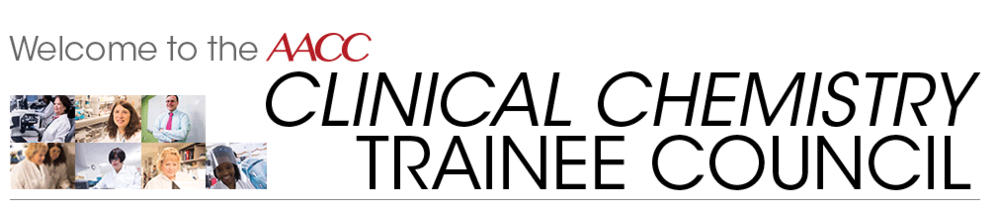 Welcome to the AACC
CLINICAL CHEMISTRY
TRAINEE COUNCIL